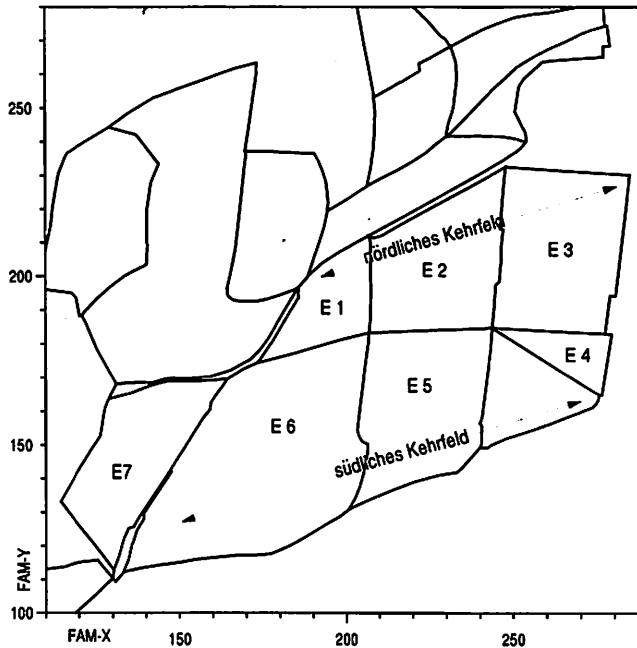 250
200
150
100
FAM-Y
FAM-X
150
200
250
nördliches Kehrfeld
E 1
E 2
E 3
E 4
E 5
E 6
E7
südliches Kehrfeld